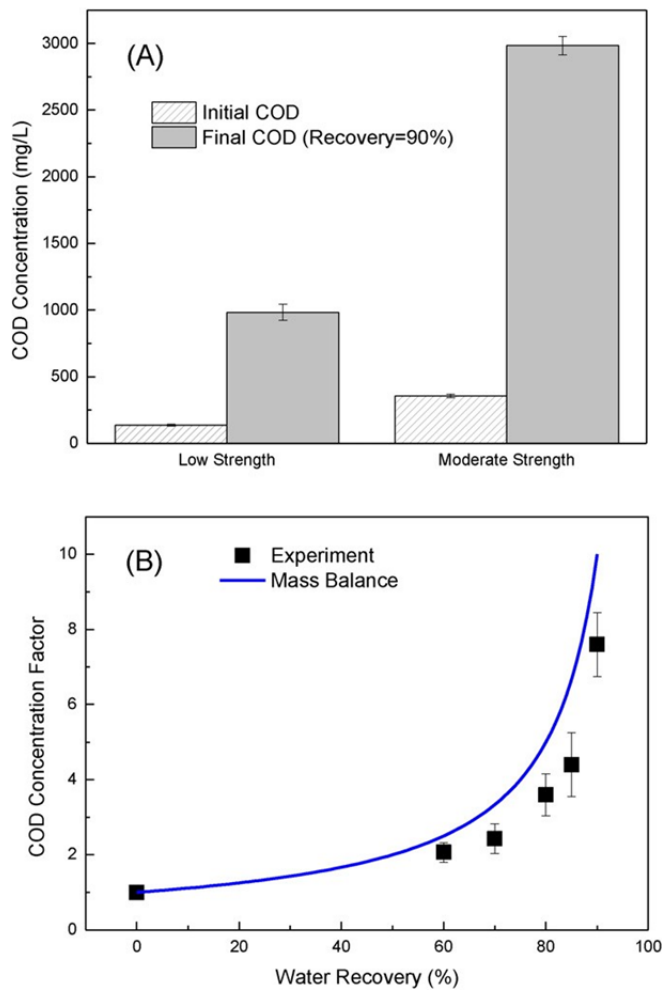 (A)
Initial COD
Final COD (Recovery=90%)
COD Concentration (mg/L)
3000
2500
2000
1500
1000
500
0
Low Strength Moderate Strength
(B)
Experiment
Mass Balance
COD Concentration Factor
10
8
6
4
2
0
0 20 40 60 80 100
Water Recovery (%)